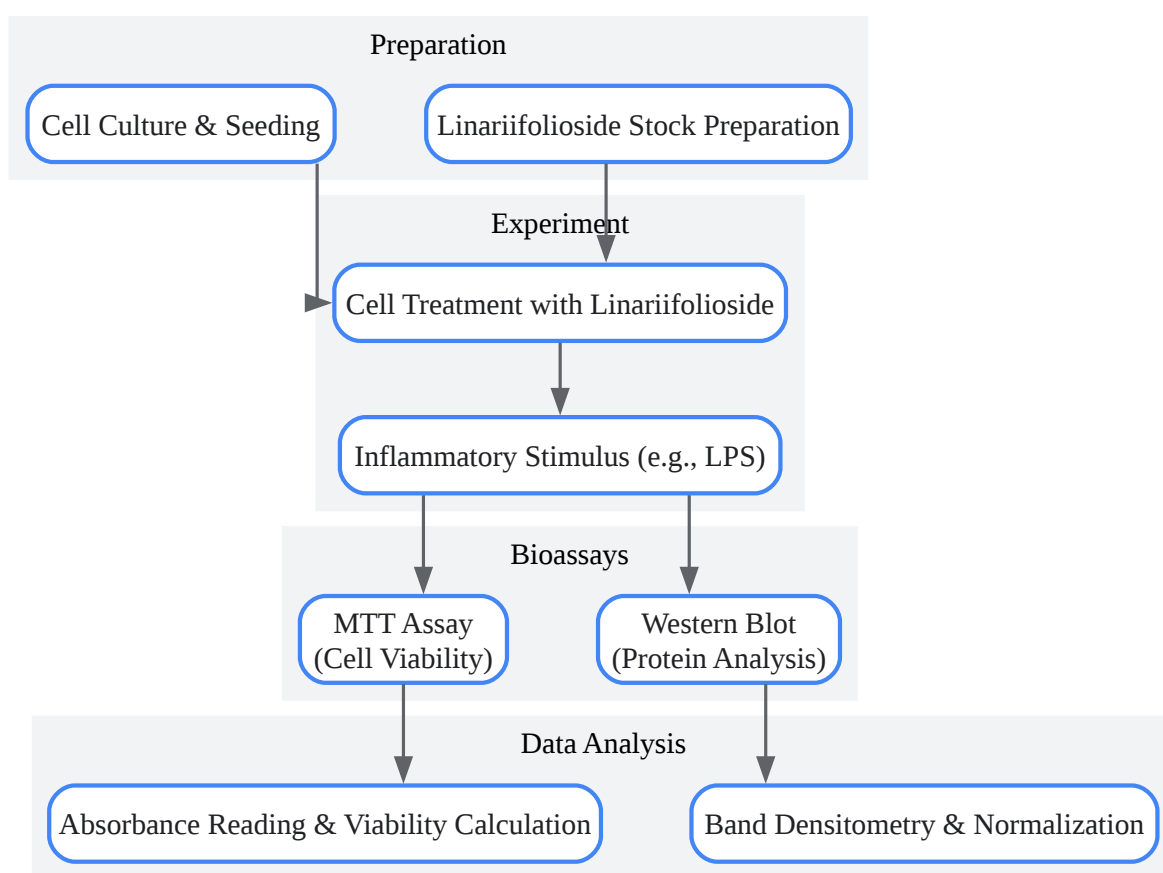 Preparation
Cell Culture & Seeding
Linariifolioside Stock Preparation
Experiment
Cell Treatment with Linariifolioside
Inflammatory Stimulus (e.g., LPS)
Bioassays
MTT Assay
(Cell Viability)
Western Blot
(Protein Analysis)
Data Analysis
Absorbance Reading & Viability Calculation
Band Densitometry & Normalization